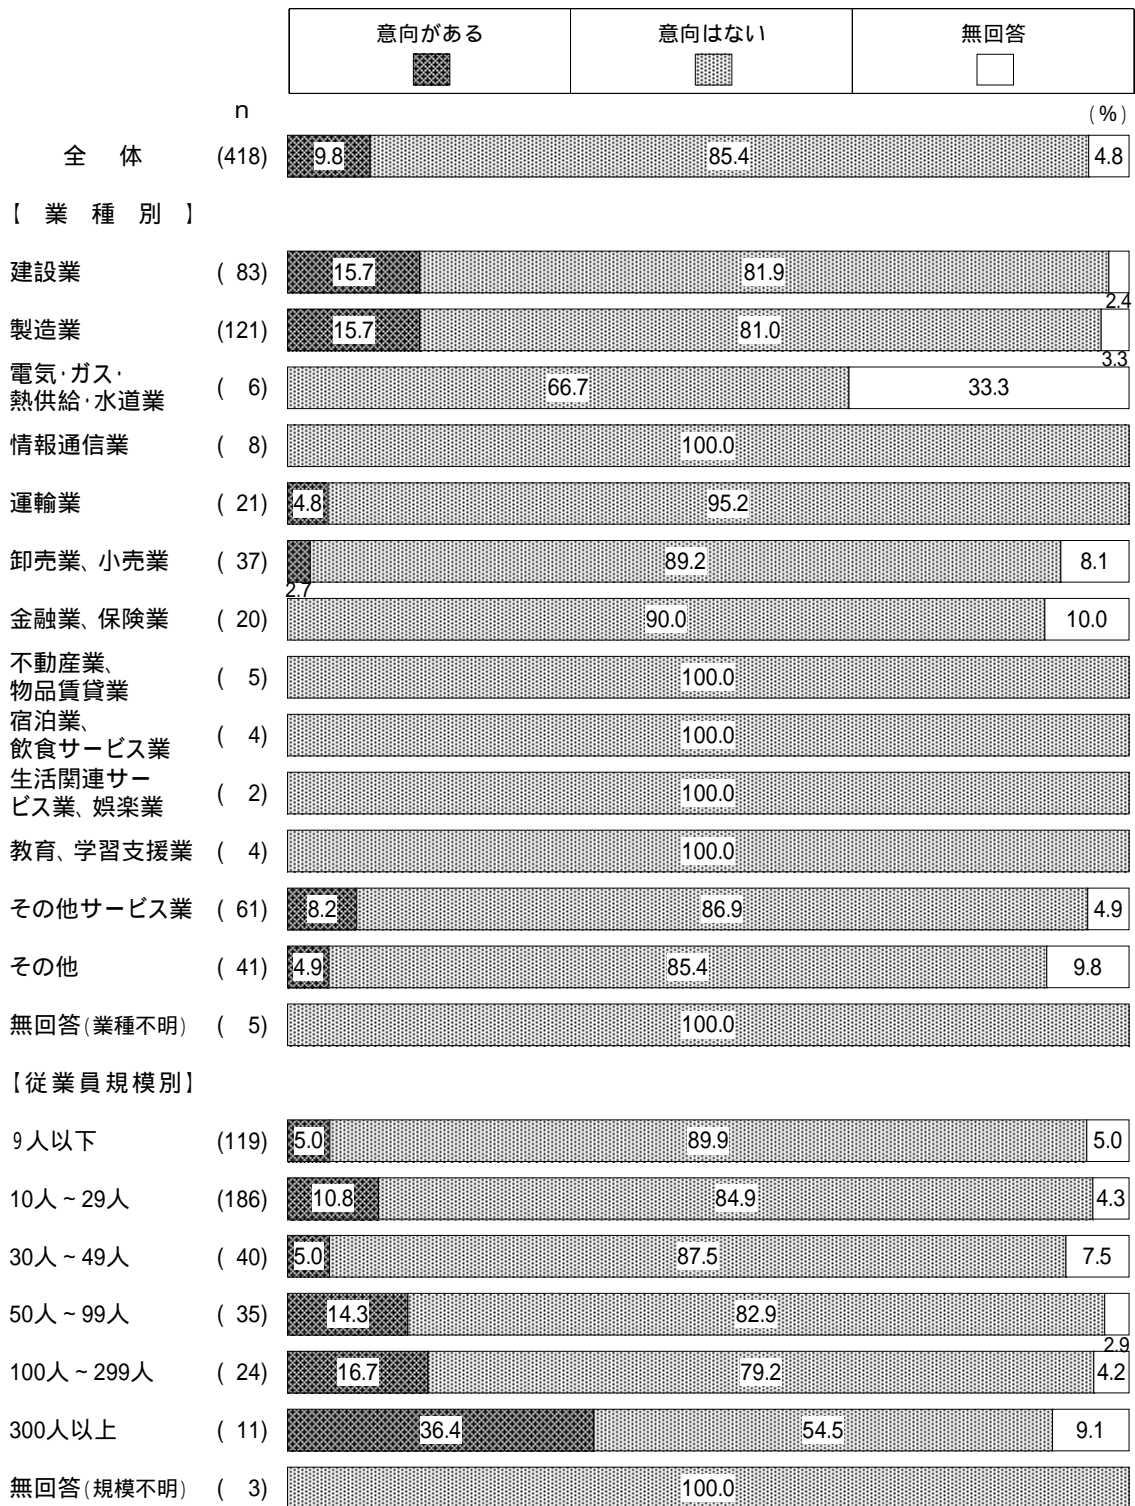 意向がある 意向はない 無回答
n (%)
全 体 (418) 9.8 85.4 4.8
【 業 種 別 】
建設業 ( 83) 15.7 81.9 2.4
製造業 (121) 15.7 81.0 3.3
電気・ガス・
熱供給・水道業 ( 6) 66.7 33.3
情報通信業 ( 8) 100.0
運輸業 ( 21) 4.8 95.2
卸売業、小売業 ( 37) 2.7 89.2 8.1
金融業、保険業 ( 20) 90.0 10.0
不動産業、
物品賃貸業 ( 5) 100.0
宿泊業、
飲食サービス業 ( 4) 100.0
生活関連サー
ビス業、娯楽業 ( 2) 100.0
教育、学習支援業 ( 4) 100.0
その他サービス業 ( 61) 8.2 86.9 4.9
その他 ( 41) 4.9 85.4 9.8
無回答(業種不明) ( 5) 100.0
【従業員規模別】
9人以下 (119) 5.0 89.9 5.0
10人~29人 (186) 10.8 84.9 4.3
30人~49人 ( 40) 5.0 87.5 7.5
50人~99人 ( 35) 14.3 82.9 2.9
100人~299人 ( 24) 16.7 79.2 4.2
300人以上 ( 11) 36.4 54.5 9.1
無回答(規模不明) ( 3) 100.0